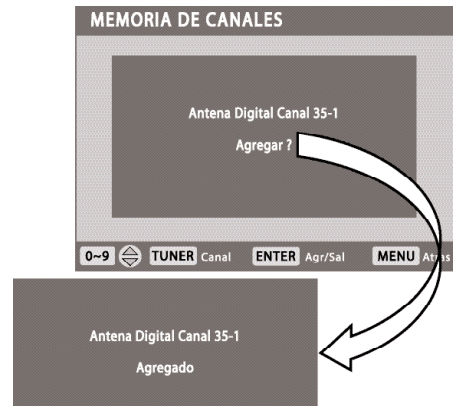 MEMORIA DE CANALES
Antena Digital Canal 35-1
Agregar ?
0~9 TUNER Canal ENTER Agr/Sal MENU Atras
Antena Digital Canal 35-1
Agregado